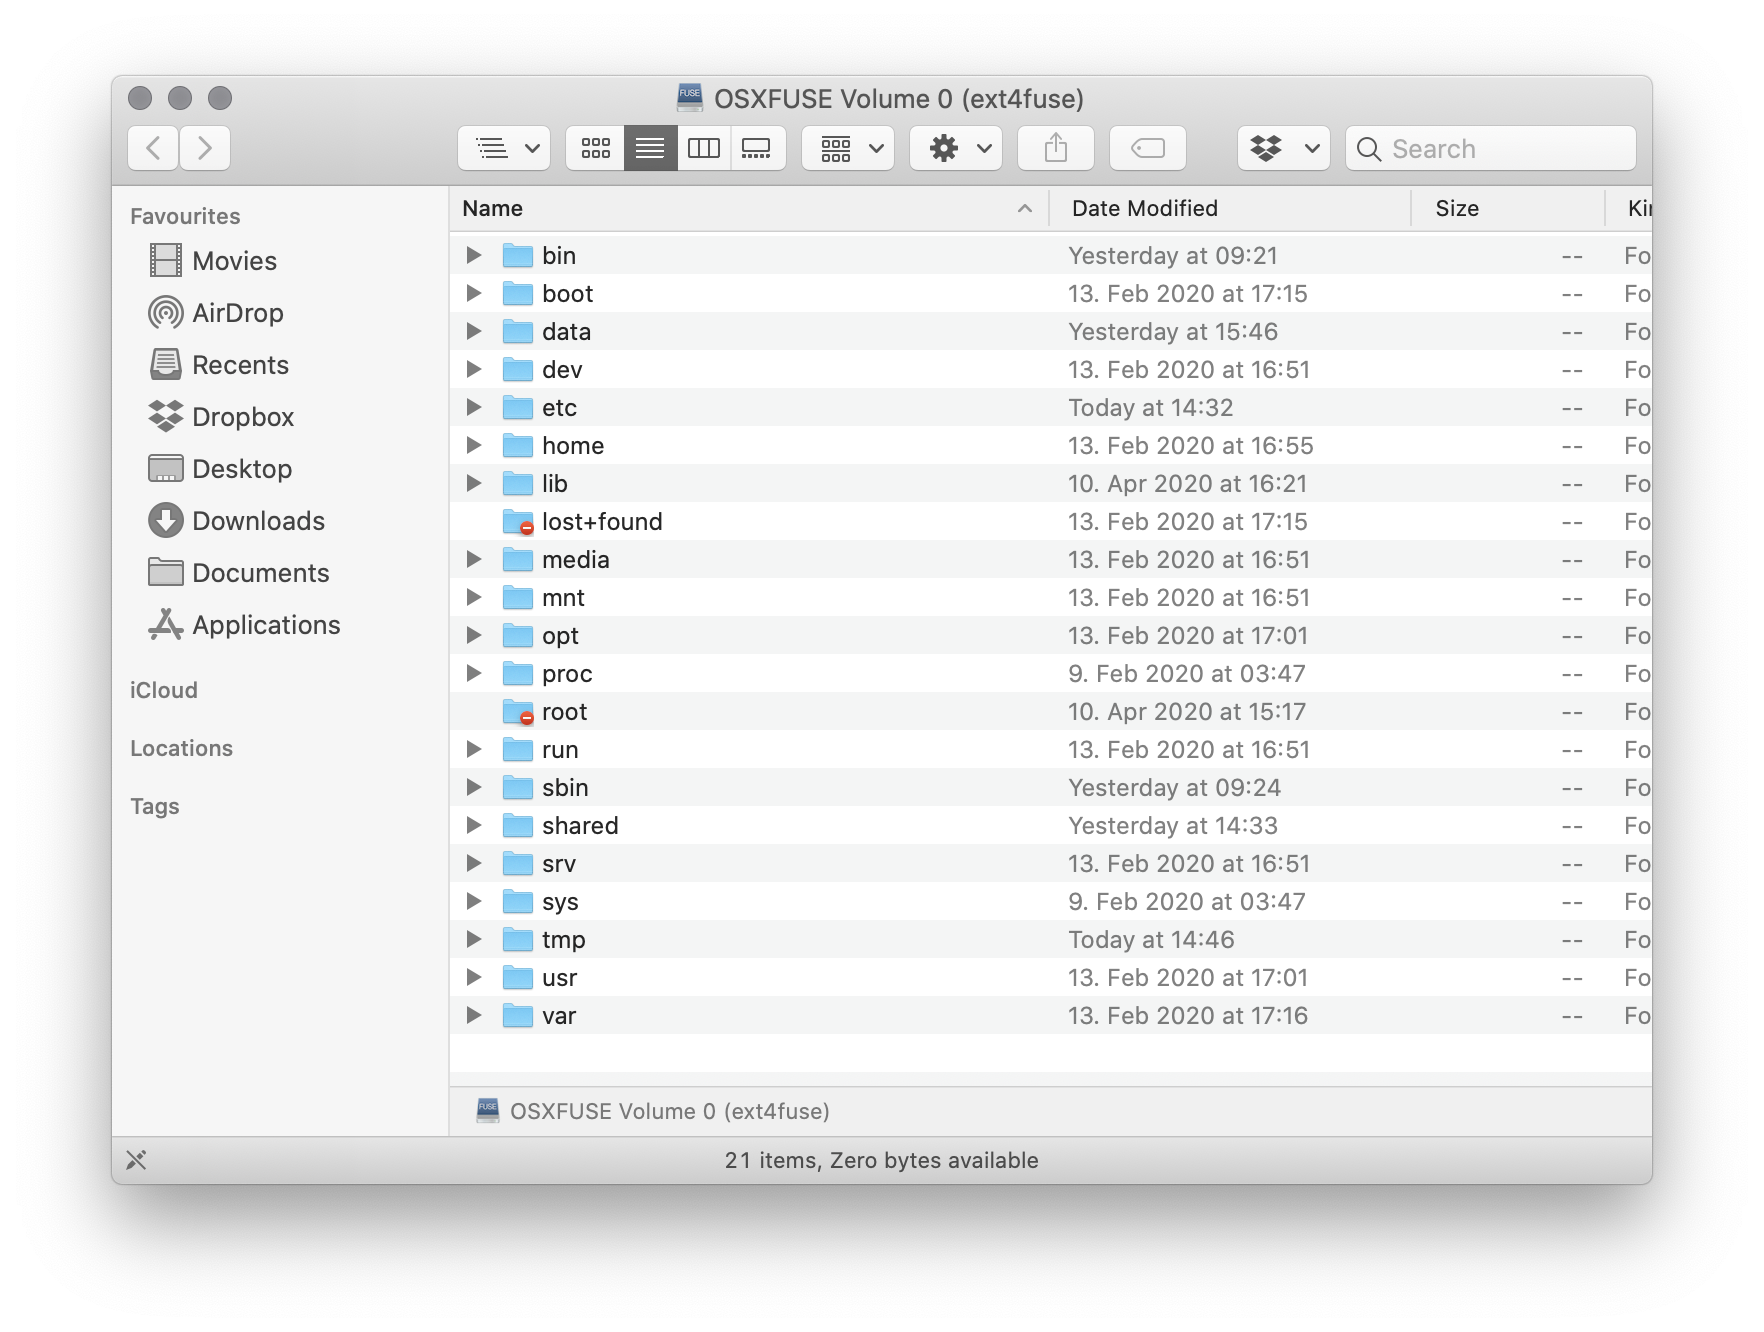 OSXFUSE Volume 0 (ext4fuse)
Search
Favourites
Movies
AirDrop
Recents
Dropbox
Desktop
Downloads
Documents
Applications
iCloud
Locations
Tags
Name Date Modified Size Kin
bin Yesterday at 09:21 -- Fo
boot 13. Feb 2020 at 17:15 -- Fo
data Yesterday at 15:46 -- Fo
dev 13. Feb 2020 at 16:51 -- Fo
etc Today at 14:32 -- Fo
home 13. Feb 2020 at 16:55 -- Fo
lib 10. Apr 2020 at 16:21 -- Fo
lost+found 13. Feb 2020 at 17:15 -- Fo
media 13. Feb 2020 at 16:51 -- Fo
mnt 13. Feb 2020 at 16:51 -- Fo
opt 13. Feb 2020 at 17:01 -- Fo
proc 9. Feb 2020 at 03:47 -- Fo
root 10. Apr 2020 at 15:17 -- Fo
run 13. Feb 2020 at 16:51 -- Fo
sbin Yesterday at 09:24 -- Fo
shared Yesterday at 14:33 -- Fo
srv 13. Feb 2020 at 16:51 -- Fo
sys 9. Feb 2020 at 03:47 -- Fo
tmp Today at 14:46 -- Fo
usr 13. Feb 2020 at 17:01 -- Fo
var 13. Feb 2020 at 17:16 -- Fo
OSXFUSE Volume 0 (ext4fuse)
21 items, Zero bytes available